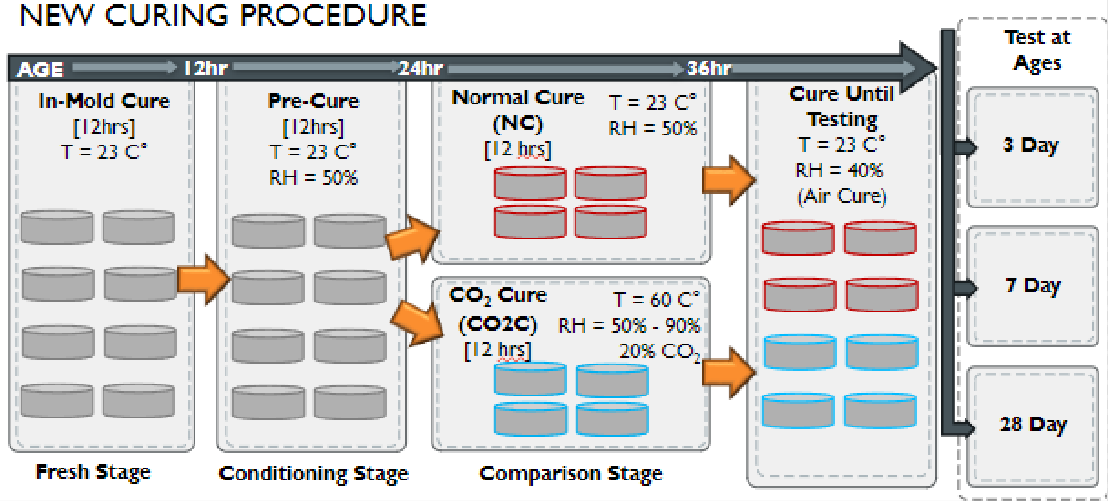 NEW CURING PROCEDURE
AGE 12hr 24hr 36hr
In-Mold Cure
[12hrs]
T = 23 C°
Fresh Stage
Pre-Cure
[12hrs]
T = 23 C°
RH = 50%
Conditioning Stage
Normal Cure
(NC)
[12 hrs]
T = 23 C°
RH = 50%
CO₂ Cure
(CO2C)
[12 hrs]
T = 60 C°
RH = 50% - 90%
20% CO₂
Comparison Stage
Cure Until
Testing
T = 23 C°
RH = 40%
(Air Cure)
Test at
Ages
3 Day
7 Day
28 Day